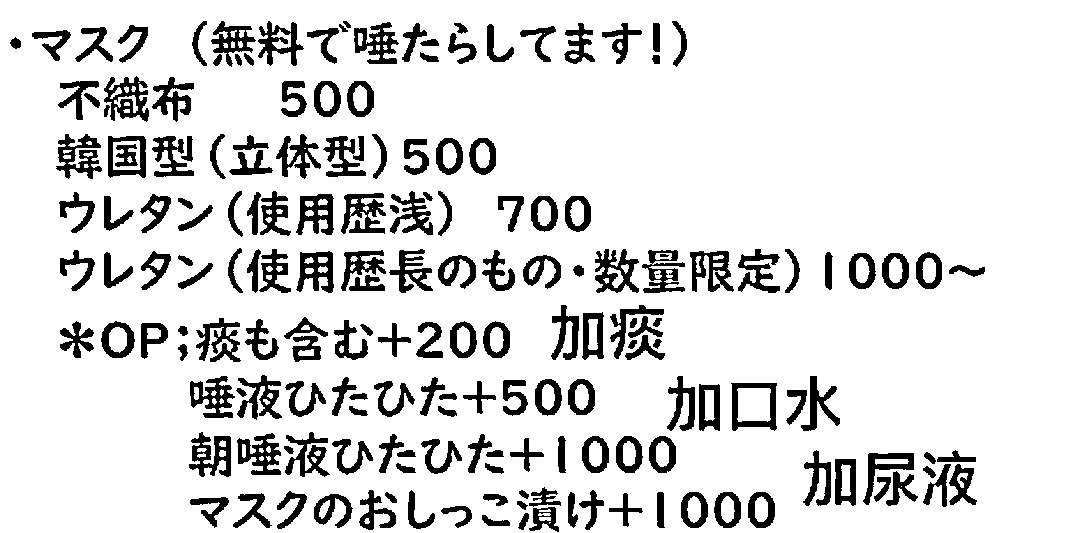 ・マスク （無料で唾たらしてます！）
不織布 500
韓国型（立体型）500
ウレタン（使用歴浅） 700
ウレタン（使用歴長のもの・数量限定）1000～
＊OP；痰も含む＋200 加痰
唾液ひたひた＋500 加口水
朝唾液ひたひた＋1000
マスクのおしっこ漬け＋1000 加尿液